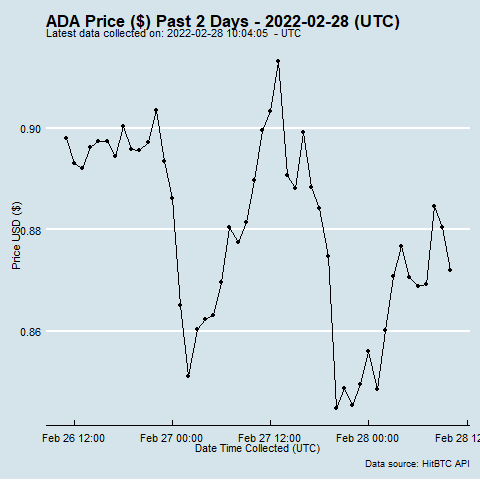 ADA Price ($) Past 2 Days - 2022-02-28 (UTC)
Latest data collected on: 2022-02-28 10:04:05  - UTC
0.90
0.88
0.86
Price USD ($)
Feb 26 12:00
Feb 27 00:00
Feb 27 12:00
Feb 28 00:00
Feb 28 12
Date Time Collected (UTC)
Data source: HitBTC API